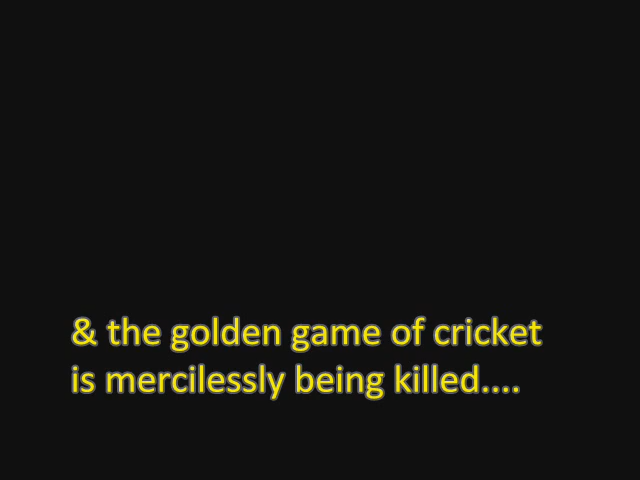 & the golden game of cricket
is mercilessly being killed....